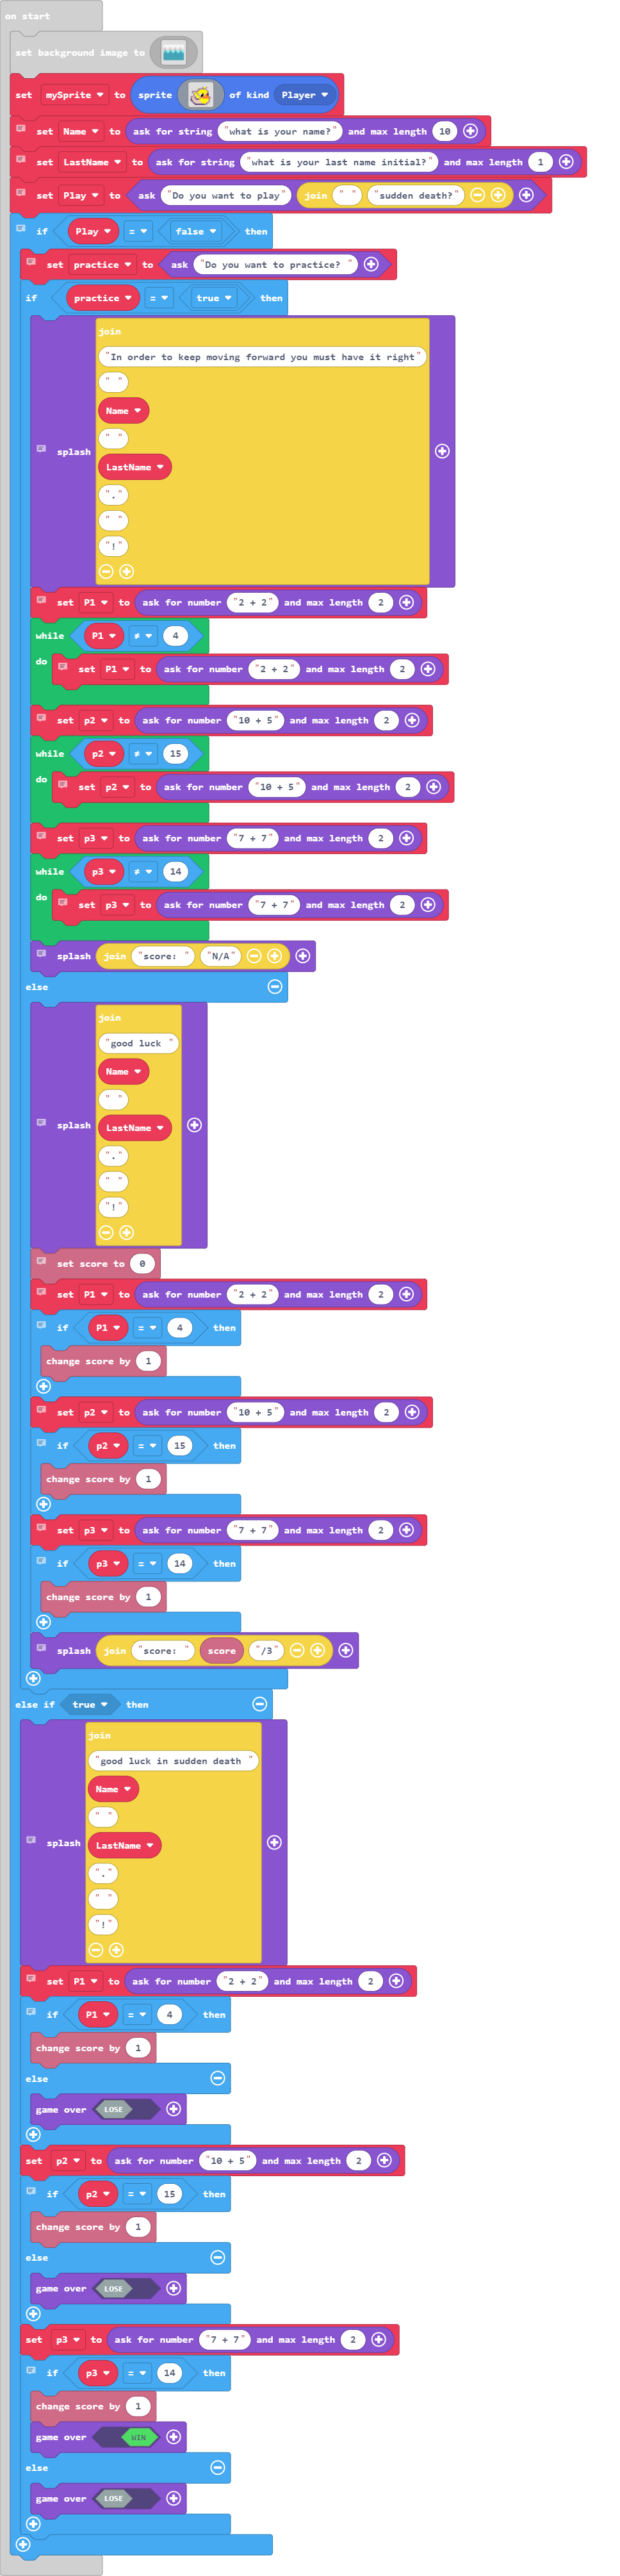 on start
set background image to
set mySprite to sprite of kind Player
set Name to ask for string "what is your name?" and max length 10
set LastName to ask for string "what is your last name initial?" and max length 1
set Play to ask "Do you want to play" join " " "sudden death?"
if Play = false then
set practice to ask "Do you want to practice? "
if practice = true then
join
"In order to keep moving forward you must have it right"
" "
Name
" "
splash
LastName
"."
" "
"!"
set P1 to ask for number "2 + 2" and max length 2
while P1 ≠ 4
do set P1 to ask for number "2 + 2" and max length 2
set p2 to ask for number "10 + 5" and max length 2
while p2 ≠ 15
do set p2 to ask for number "10 + 5" and max length 2
set p3 to ask for number "7 + 7" and max length 2
while p3 ≠ 14
do set p3 to ask for number "7 + 7" and max length 2
splash join "score: " "N/A"
else
join
"good luck "
Name
" "
splash LastName
"."
" "
"!"
set score to 0
set P1 to ask for number "2 + 2" and max length 2
if P1 = 4 then
change score by 1
set p2 to ask for number "10 + 5" and max length 2
if p2 = 15 then
change score by 1
set p3 to ask for number "7 + 7" and max length 2
if p3 = 14 then
change score by 1
splash join "score: " score "/3"
else if true then
join
"good luck in sudden death "
Name
" "
splash LastName
"."
" "
"!"
set P1 to ask for number "2 + 2" and max length 2
if P1 = 4 then
change score by 1
else
game over LOSE
set p2 to ask for number "10 + 5" and max length 2
if p2 = 15 then
change score by 1
else
game over LOSE
set p3 to ask for number "7 + 7" and max length 2
if p3 = 14 then
change score by 1
game over WIN
else
game over LOSE